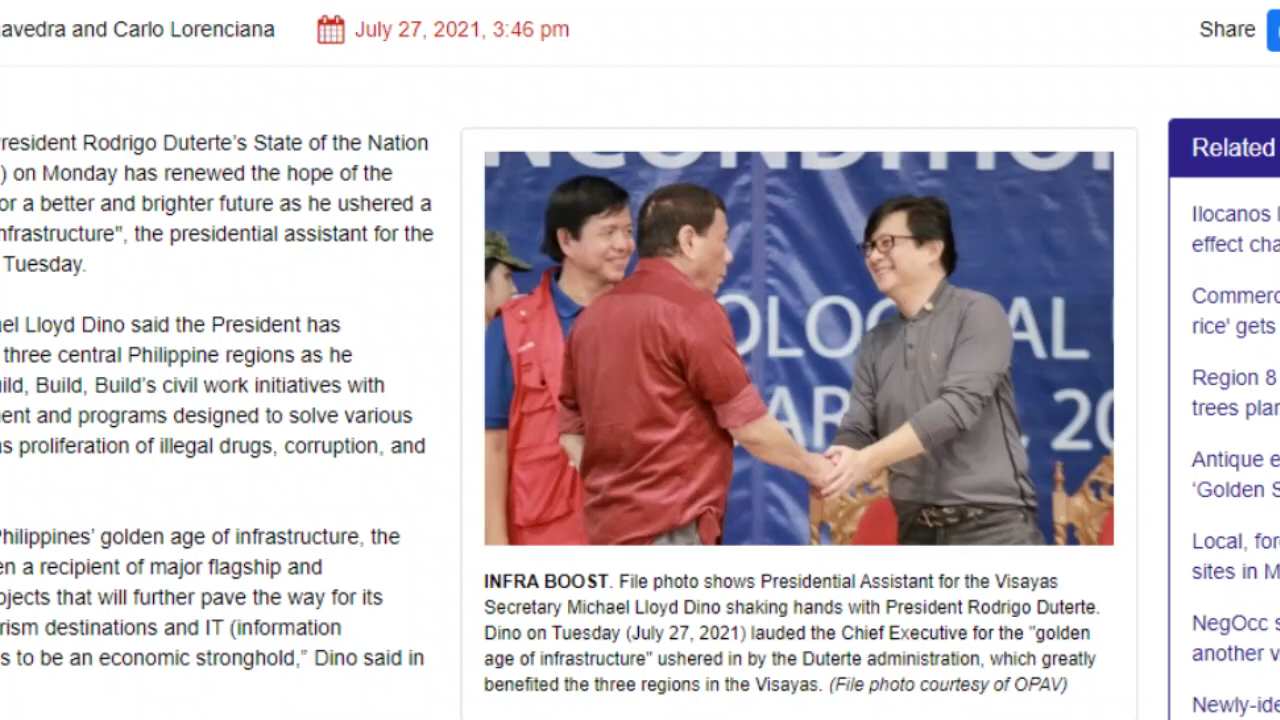 avedra and Carlo Lorenciana
July 27, 2021, 3:46 pm
Share
resident Rodrigo Duterte's State of the Nation
) on Monday has renewed the hope of the
or a better and brighter future as he ushered a
nfrastructure", the presidential assistant for the
Tuesday.
el Lloyd Dino said the President has
three central Philippine regions as he
ild, Build, Build's civil work initiatives with
ent and programs designed to solve various
s proliferation of illegal drugs, corruption, and
Philippines' golden age of infrastructure, the
en a recipient of major flagship and
ojects that will further pave the way for its
rism destinations and IT (information
s to be an economic stronghold,” Dino said in
NCONDITION
OLOGICAL
AR
, 20
INFRA BOOST. File photo shows Presidential Assistant for the Visayas
Secretary Michael Lloyd Dino shaking hands with President Rodrigo Duterte.
Dino on Tuesday (July 27, 2021) lauded the Chief Executive for the "golden
age of infrastructure" ushered in by the Duterte administration, which greatly
benefited the three regions in the Visayas. (File photo courtesy of OPAV)
Related
Ilocanos
effect cha
Commerc
rice' gets
Region 8
trees plan
Antique e
‘Golden S
Local, for
sites in M
NegOcc s
another v
Newly-ide